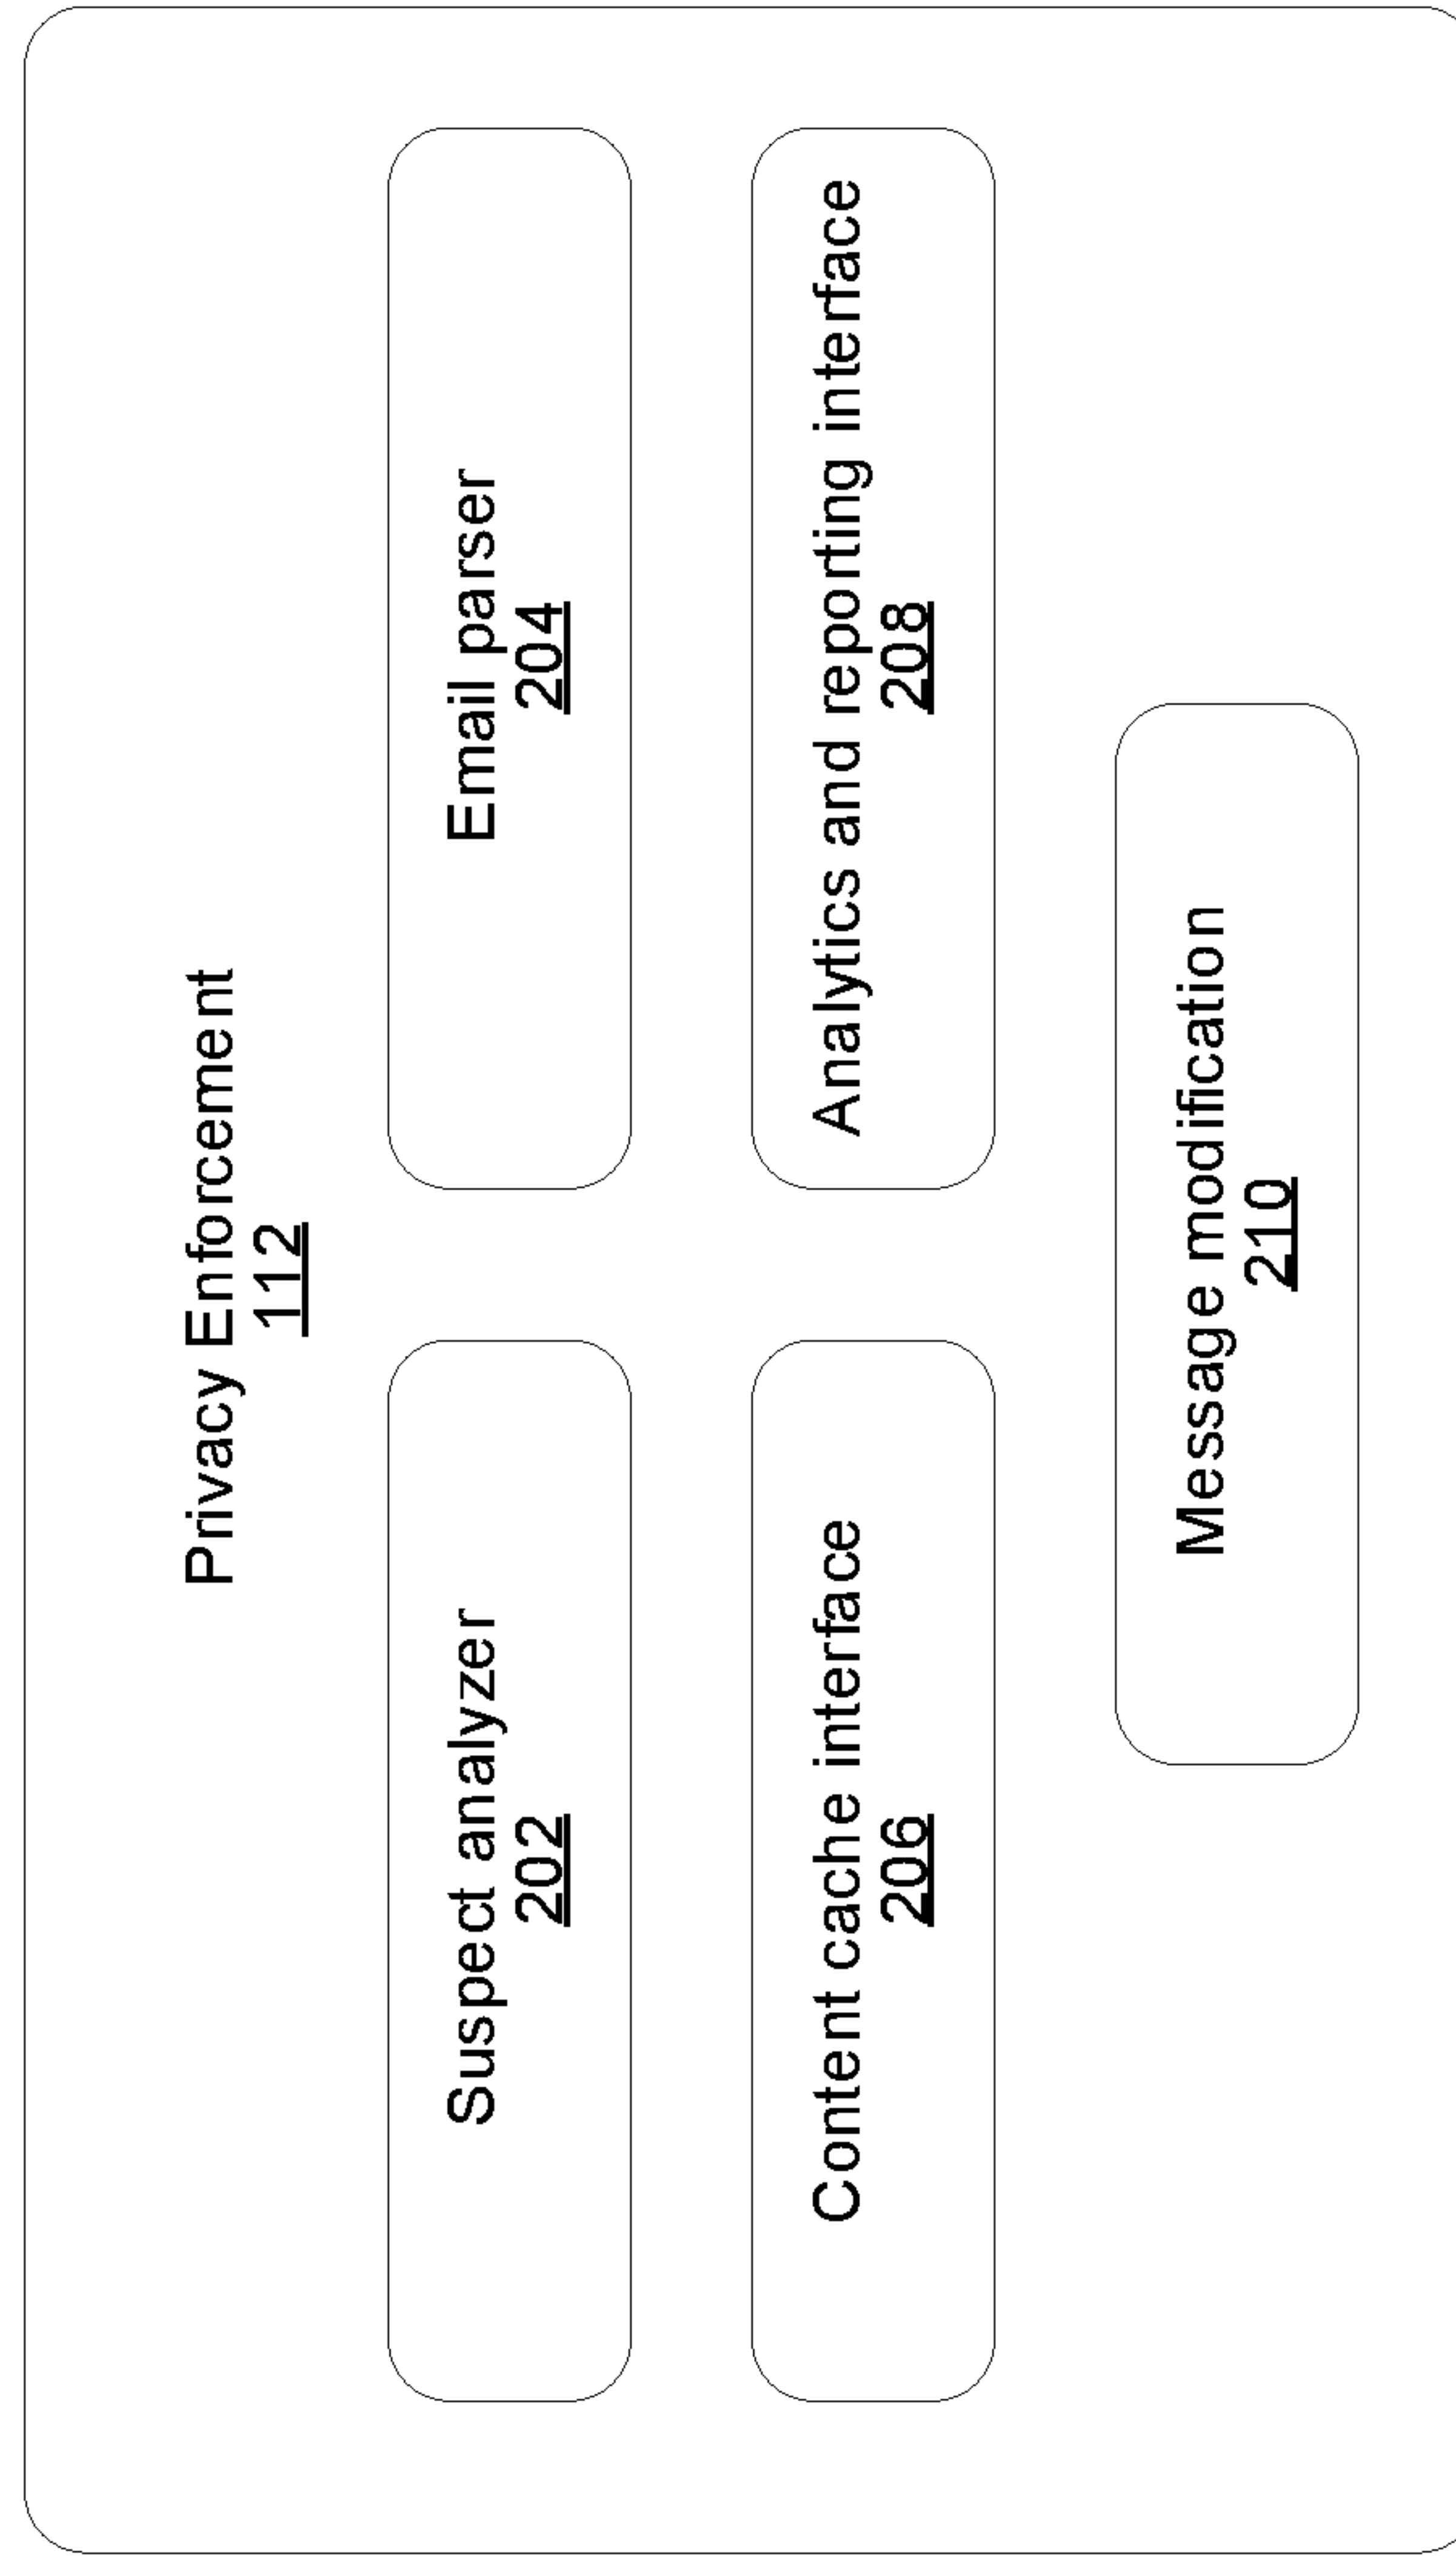 Privacy Enforcement
112
Suspect analyzer
202
Email parser
204
Content cache interface
206
Analytics and reporting interface
208
Message modification
210